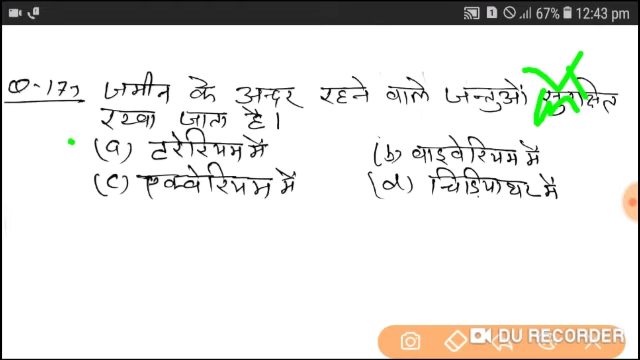 67% 12:43 pm
Q-17) जमीन के अन्दर रहने वाले जन्तुओं सुरक्षित
रखा जाता है।
(a) टेरेरियम में (b) वाइवेरियम में
(c) एक्वेरियम में (d) चिड़ियाघर में
DU RECORDER